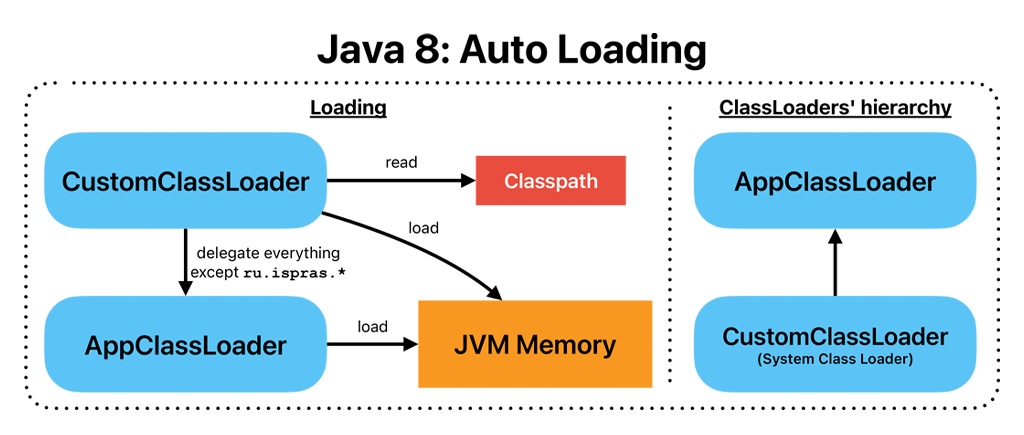 Java 8: Auto Loading
Loading
CustomClassLoader
read
Classpath
load
delegate everything
except ru.ispras.*
AppClassLoader
load
JVM Memory
ClassLoaders' hierarchy
AppClassLoader
CustomClassLoader
(System Class Loader)